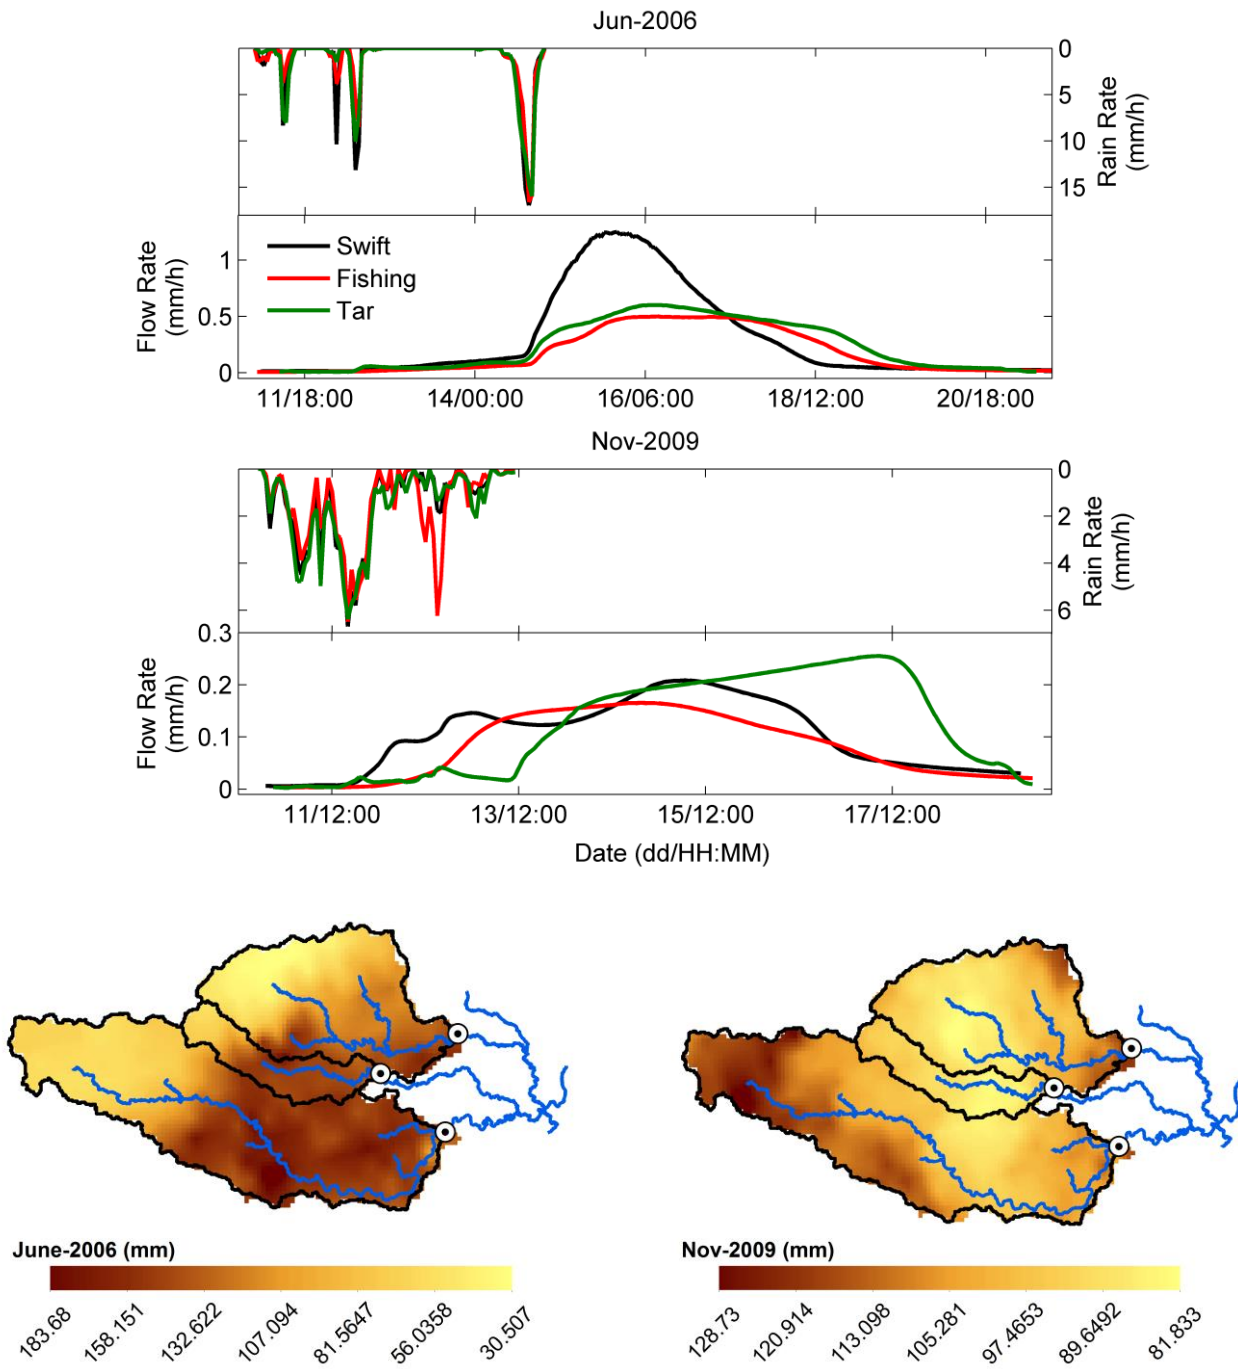 Jun-2006
0
5
10
15
Rain Rate
(mm/h)
Swift
Fishing
Tar
1
0.5
0
Flow Rate
(mm/h)
11/18:00 14/00:00 16/06:00 18/12:00 20/18:00
Nov-2009
0
2
4
6
Rain Rate
(mm/h)
0.3
0.2
0.1
0
Flow Rate
(mm/h)
11/12:00 13/12:00 15/12:00 17/12:00
Date (dd/HH:MM)
June-2006 (mm)
183.68 158.151 132.622 107.094 81.5647 56.0358 30.507
Nov-2009 (mm)
128.73 120.914 113.098 105.281 97.4653 89.6492 81.833